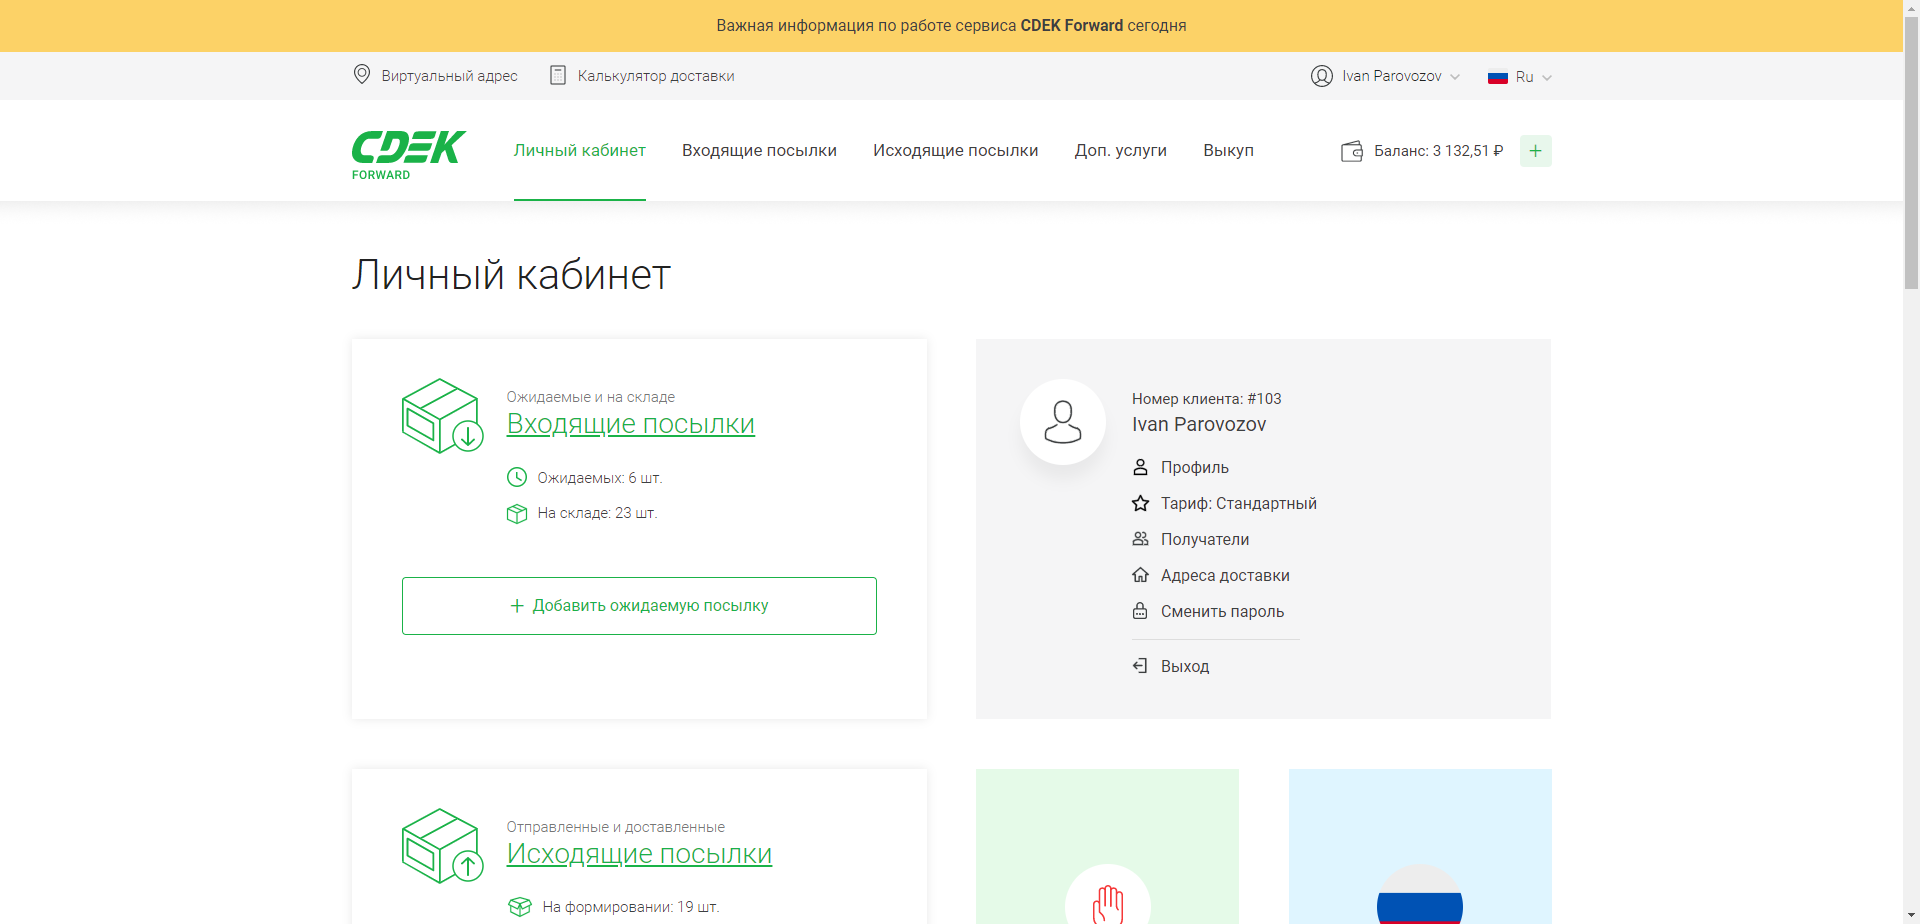 Важная информация по работе сервиса CDEK Forward сегодня
Виртуальный адрес
Калькулятор доставки
Ivan Parovozov
Ru
CDEK
FORWARD
Личный кабинет
Входящие посылки
Исходящие посылки
Доп. услуги
Выкуп
Баланс: 3 132,51 ₽
+
Личный кабинет
Ожидаемые и на складе
Входящие посылки
Ожидаемых: 6 шт.
На складе: 23 шт.
+ Добавить ожидаемую посылку
Номер клиента: #103
Ivan Parovozov
Профиль
Тариф: Стандартный
Получатели
Адреса доставки
Сменить пароль
Выход
Отправленные и доставленные
Исходящие посылки
На формировании: 19 шт.